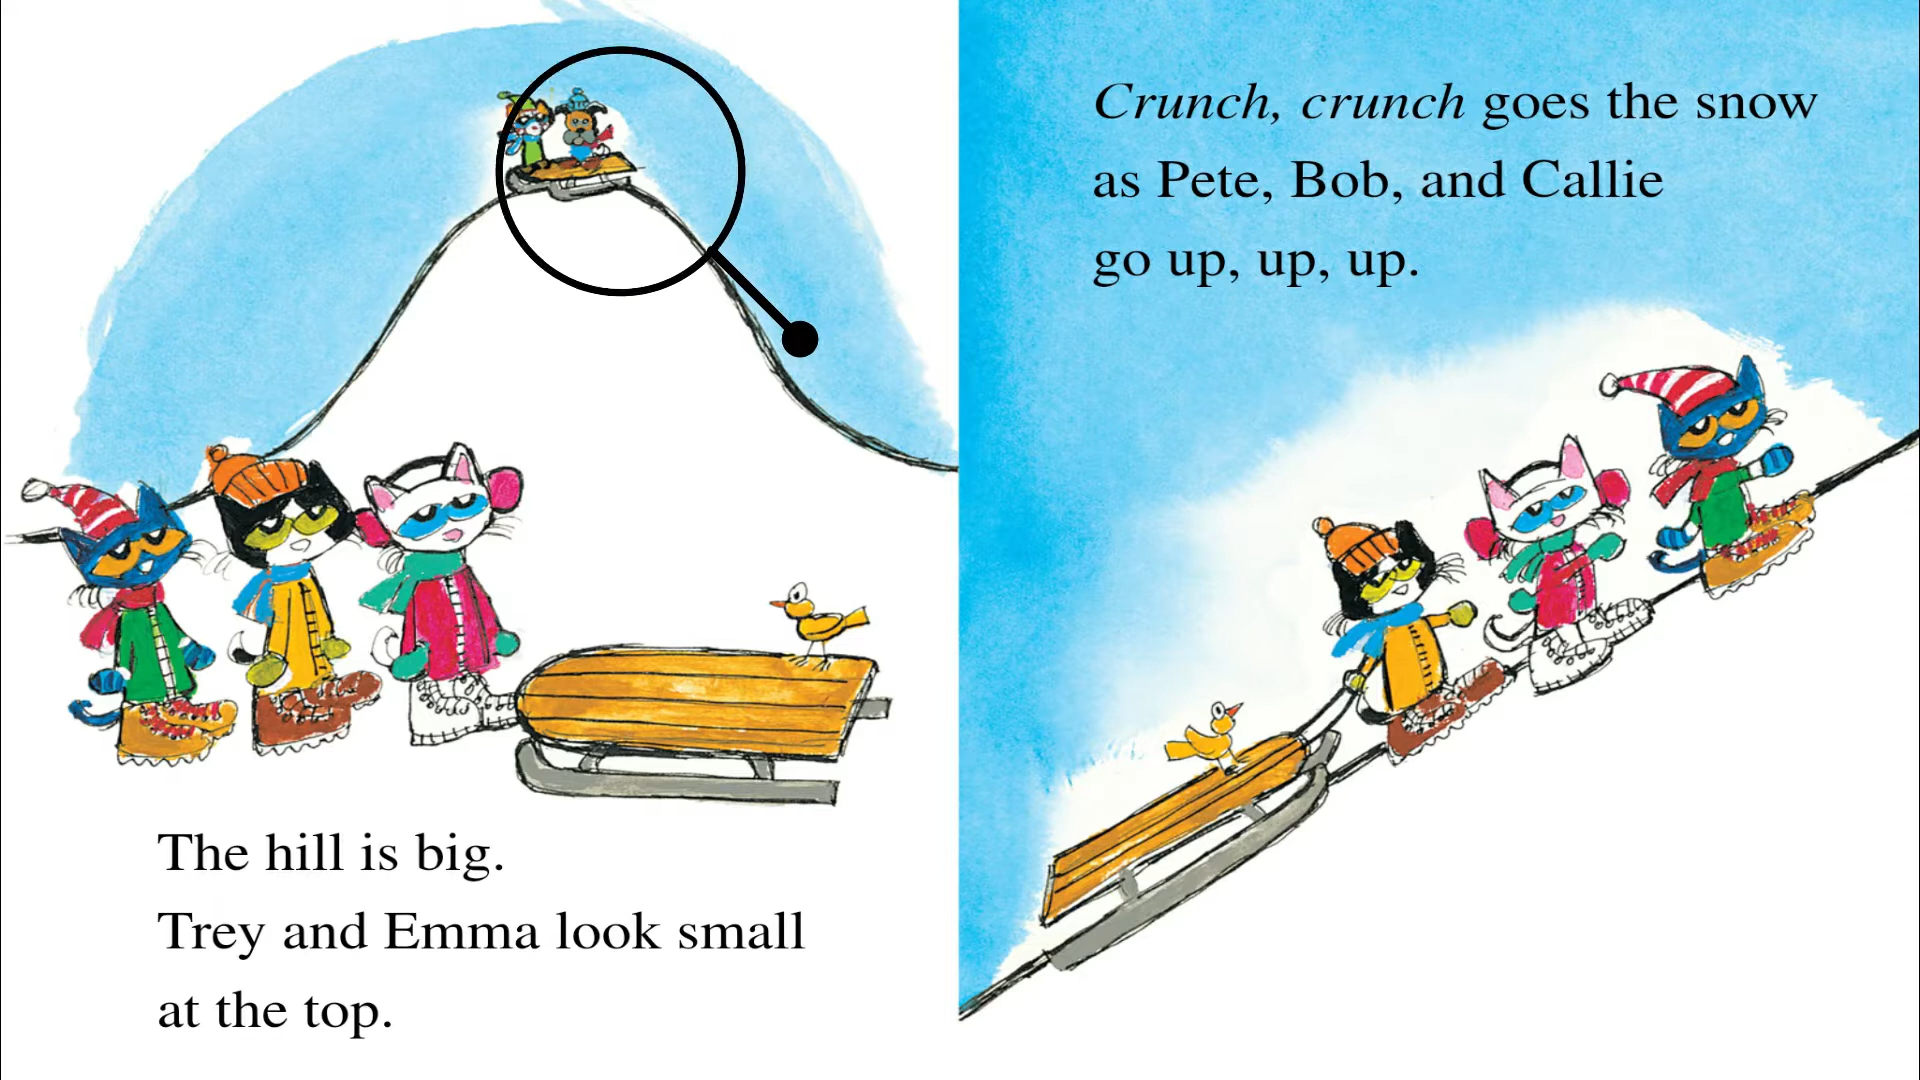 The hill is big.
Trey and Emma look small
at the top.
Crunch, crunch goes the snow
as Pete, Bob, and Callie
go up, up, up.